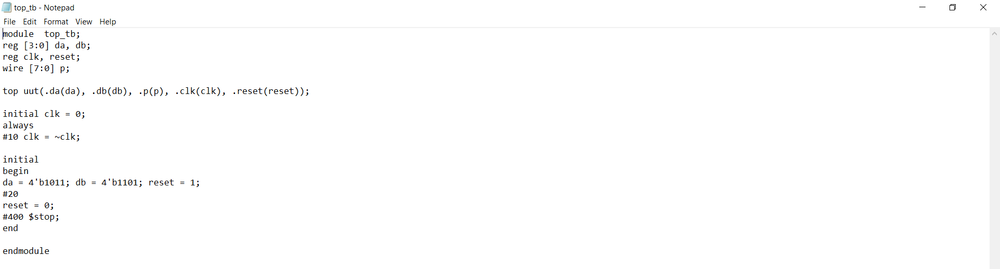 top_tb - Notepad
File Edit Format View Help
module  top_tb;
reg [3:0] da, db;
reg clk, reset;
wire [7:0] p;
top uut(.da(da), .db(db), .p(p), .clk(clk), .reset(reset));
initial clk = 0;
always
#10 clk = ~clk;
initial
begin
da = 4'b1011; db = 4'b1101; reset = 1;
#20
reset = 0;
#400 $stop;
end
endmodule